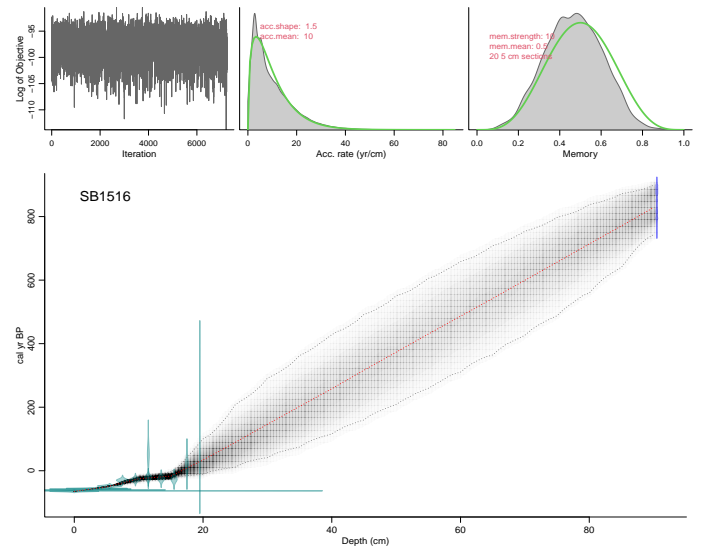 Log of Objective
−95
−100
−105
−110
0 2000 4000 6000
Iteration
acc.shape: 1.5
acc.mean: 10
0 20 40 60 80
Acc. rate (yr/cm)
mem.strength: 10
mem.mean: 0.5
20 5 cm sections
0.0 0.2 0.4 0.6 0.8 1.0
Memory
SB1516
cal yr BP
800
600
400
200
0
0 20 40 60 80
Depth (cm)